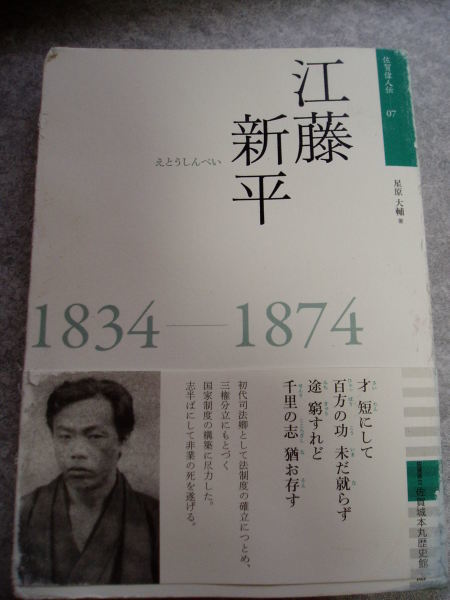 佐賀偉人伝 07
江藤
新平
えとうしんぺい
星原 大輔 著
1834―1874
才 短にして
百方の功 未だ就らず
途 窮すれど
千里の志 猶お存す
初代司法卿として法制度の確立につとめ、
三権分立にもとづく
国家制度の構築に尽力した。
志半ばにして非業の死を遂げる。
佐賀城本丸歴史館